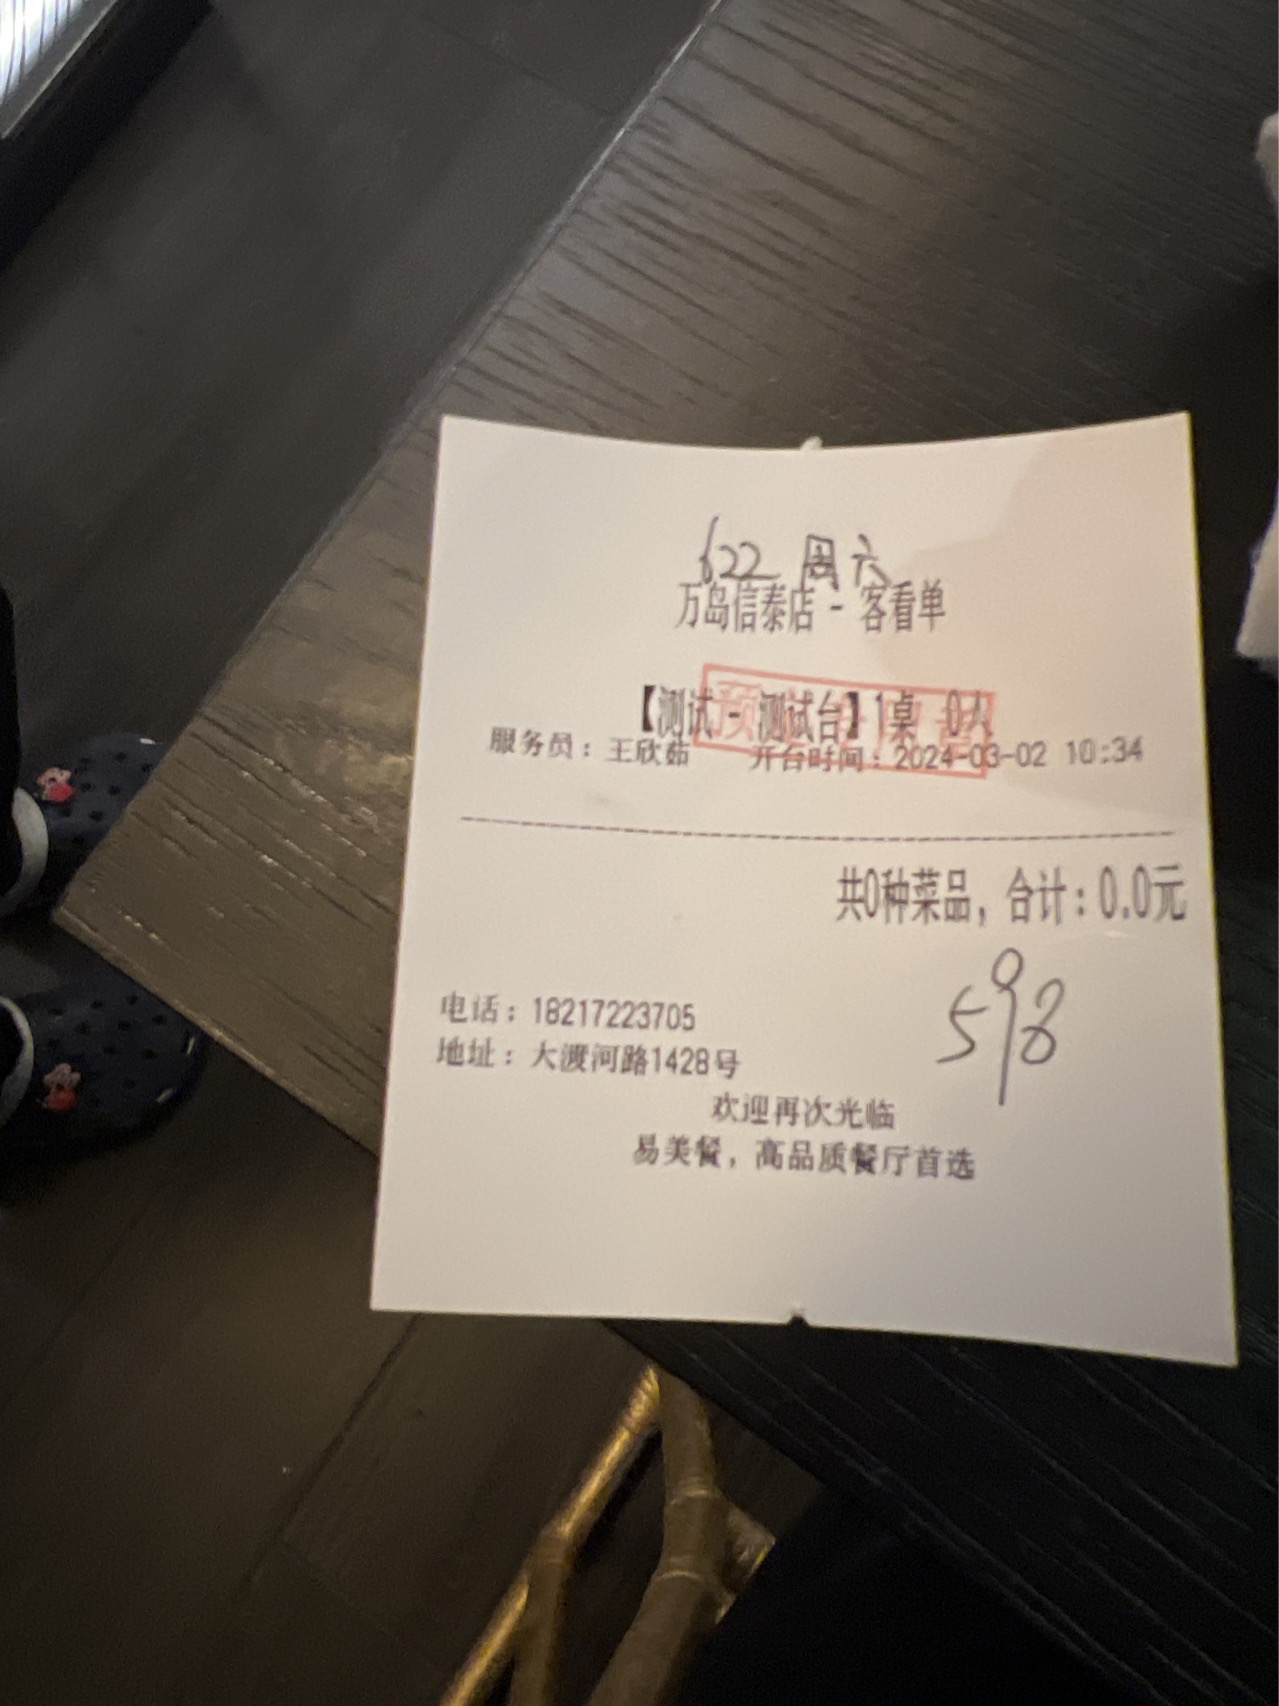 622 周六
万岛信泰店 - 客看单
【测试 - 测试台】1桌 0人
预
服务员：王欣茹 开台时间：2024-03-02 10:34
共0种菜品，合计：0.0元
598
电话：18217223705
地址：大渡河路1428号
欢迎再次光临
易美餐，高品质餐厅首选